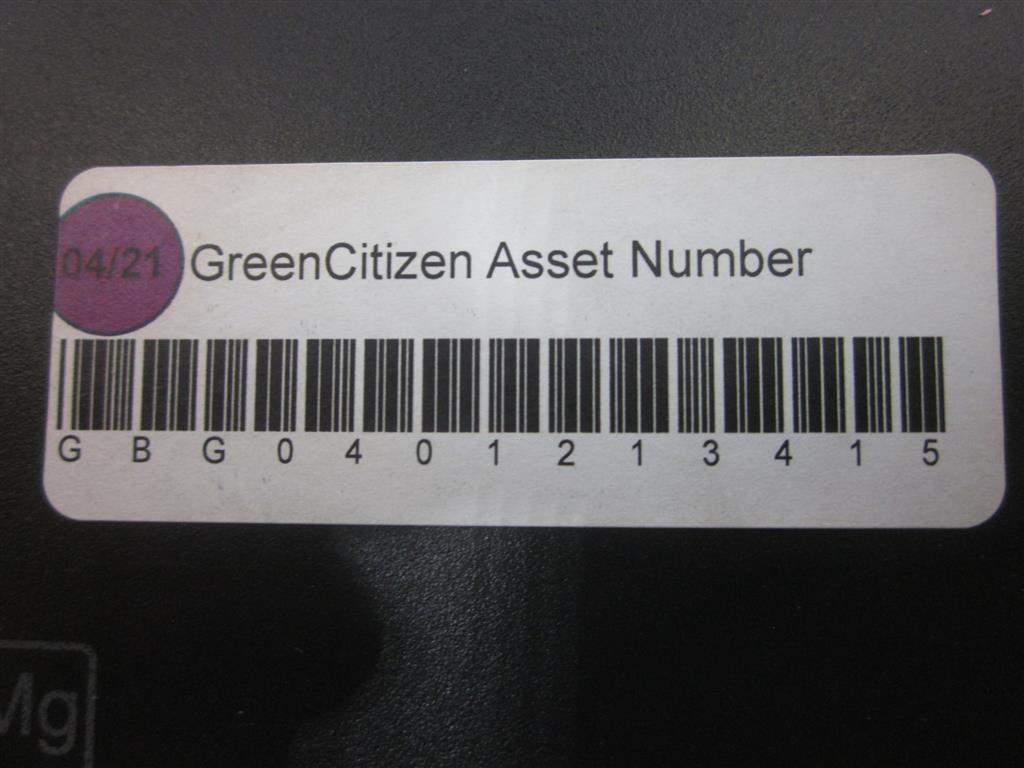 04/21 GreenCitizen Asset Number
G B G 0 4 0 1 2 1 3 4 1 5
Mg